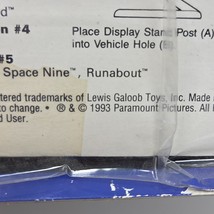 d™
n #4
Place Display Stand Post (A)
into Vehicle Hole (B)
#5
Space Nine™, Runabout™
tered trademarks of Lewis Galoob Toys, Inc.
to change. * ® & © 1993 Paramount Pictures. All
d User.